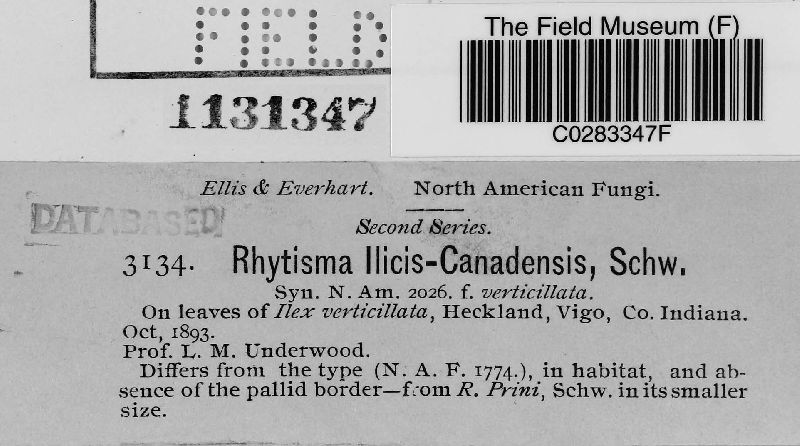 FIELD
1131347
The Field Museum (F)
C0283347F
Ellis & Everhart. North American Fungi.
DATABASED
Second Series.
3134. Rhytisma Ilicis-Canadensis, Schw.
Syn. N. Am. 2026. f. verticillata.
On leaves of Ilex verticillata, Heckland, Vigo, Co. Indiana.
Oct, 1893.
Prof. L. M. Underwood.
Differs from the type (N. A. F. 1774.), in habitat, and ab-
sence of the pallid border—from R. Prini, Schw. in its smaller
size.